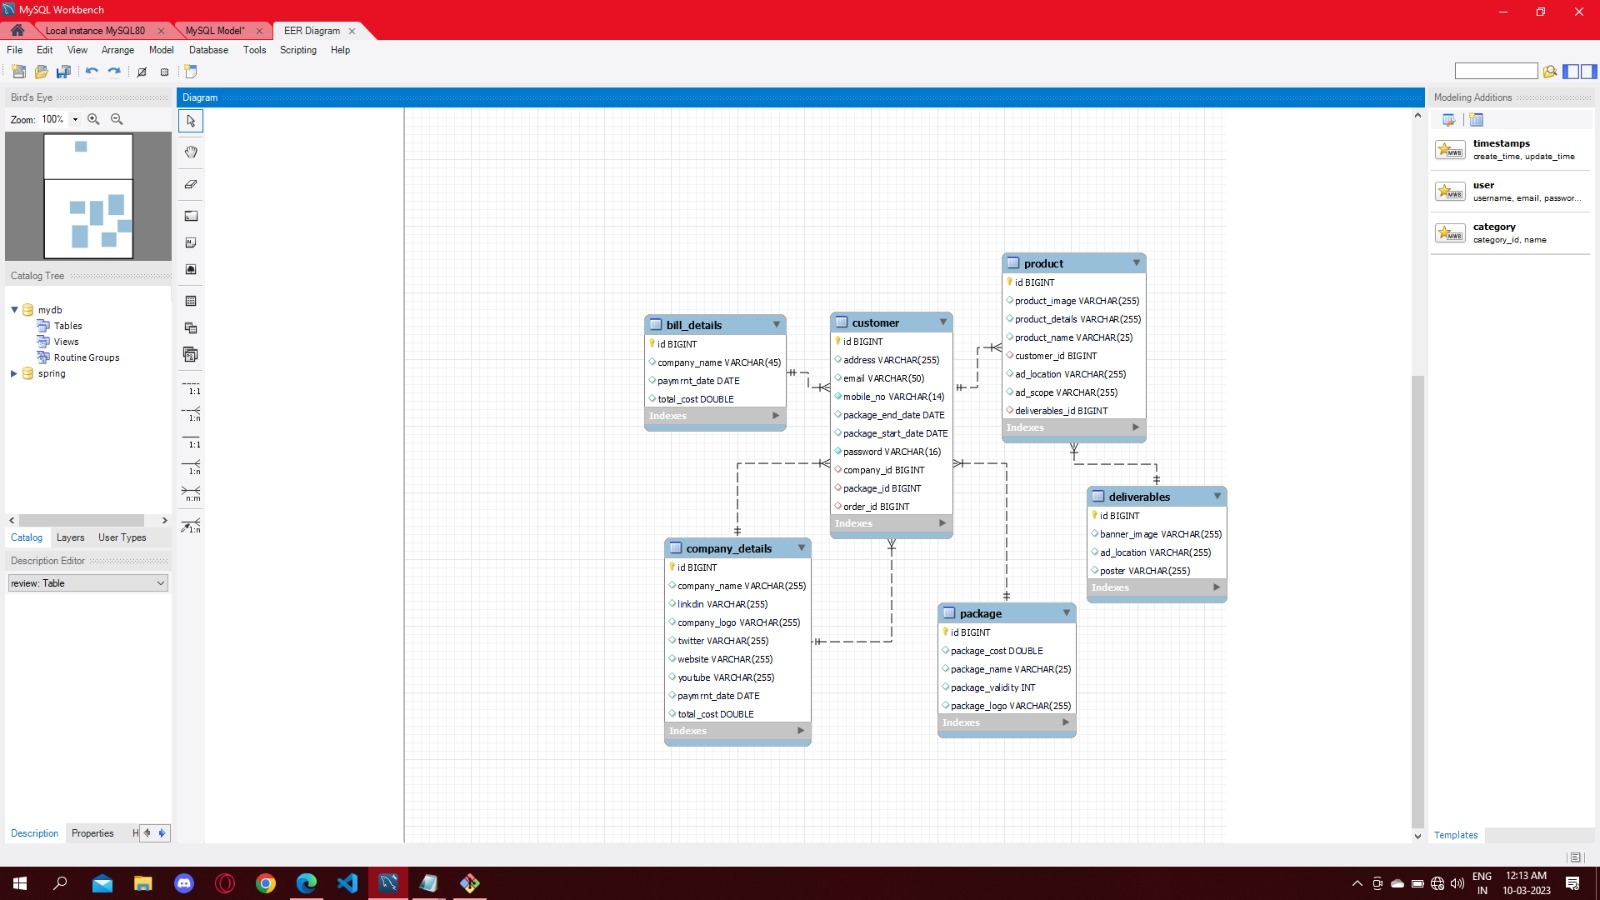 MySQL Workbench
Local instance MySQL80
MySQL Model*
EER Diagram
File Edit View Arrange Model Database Tools Scripting Help
Bird's Eye
Diagram
Modeling Additions
Zoom: 100%
timestamps
create_time, update_time
user
username, email, passwor...
category
category_id, name
Catalog Tree
mydb
Tables
Views
Routine Groups
spring
Catalog Layers User Types
Description Editor
review: Table
Description Properties H
1:1
1:n
1:1
1:n
n:m
1:n
bill_details
id BIGINT
company_name VARCHAR(45)
paymrnt_date DATE
total_cost DOUBLE
Indexes
customer
id BIGINT
address VARCHAR(255)
email VARCHAR(50)
mobile_no VARCHAR(14)
package_end_date DATE
package_start_date DATE
password VARCHAR(16)
company_id BIGINT
package_id BIGINT
order_id BIGINT
Indexes
product
id BIGINT
product_image VARCHAR(255)
product_details VARCHAR(255)
product_name VARCHAR(25)
customer_id BIGINT
ad_location VARCHAR(255)
ad_scope VARCHAR(255)
deliverables_id BIGINT
Indexes
deliverables
id BIGINT
banner_image VARCHAR(255)
ad_location VARCHAR(255)
poster VARCHAR(255)
Indexes
company_details
id BIGINT
company_name VARCHAR(255)
linkdin VARCHAR(255)
company_logo VARCHAR(255)
twitter VARCHAR(255)
website VARCHAR(255)
youtube VARCHAR(255)
paymrnt_date DATE
total_cost DOUBLE
Indexes
package
id BIGINT
package_cost DOUBLE
package_name VARCHAR(25)
package_validity INT
package_logo VARCHAR(255)
Indexes
Templates
ENG
IN
12:13 AM
10-03-2023